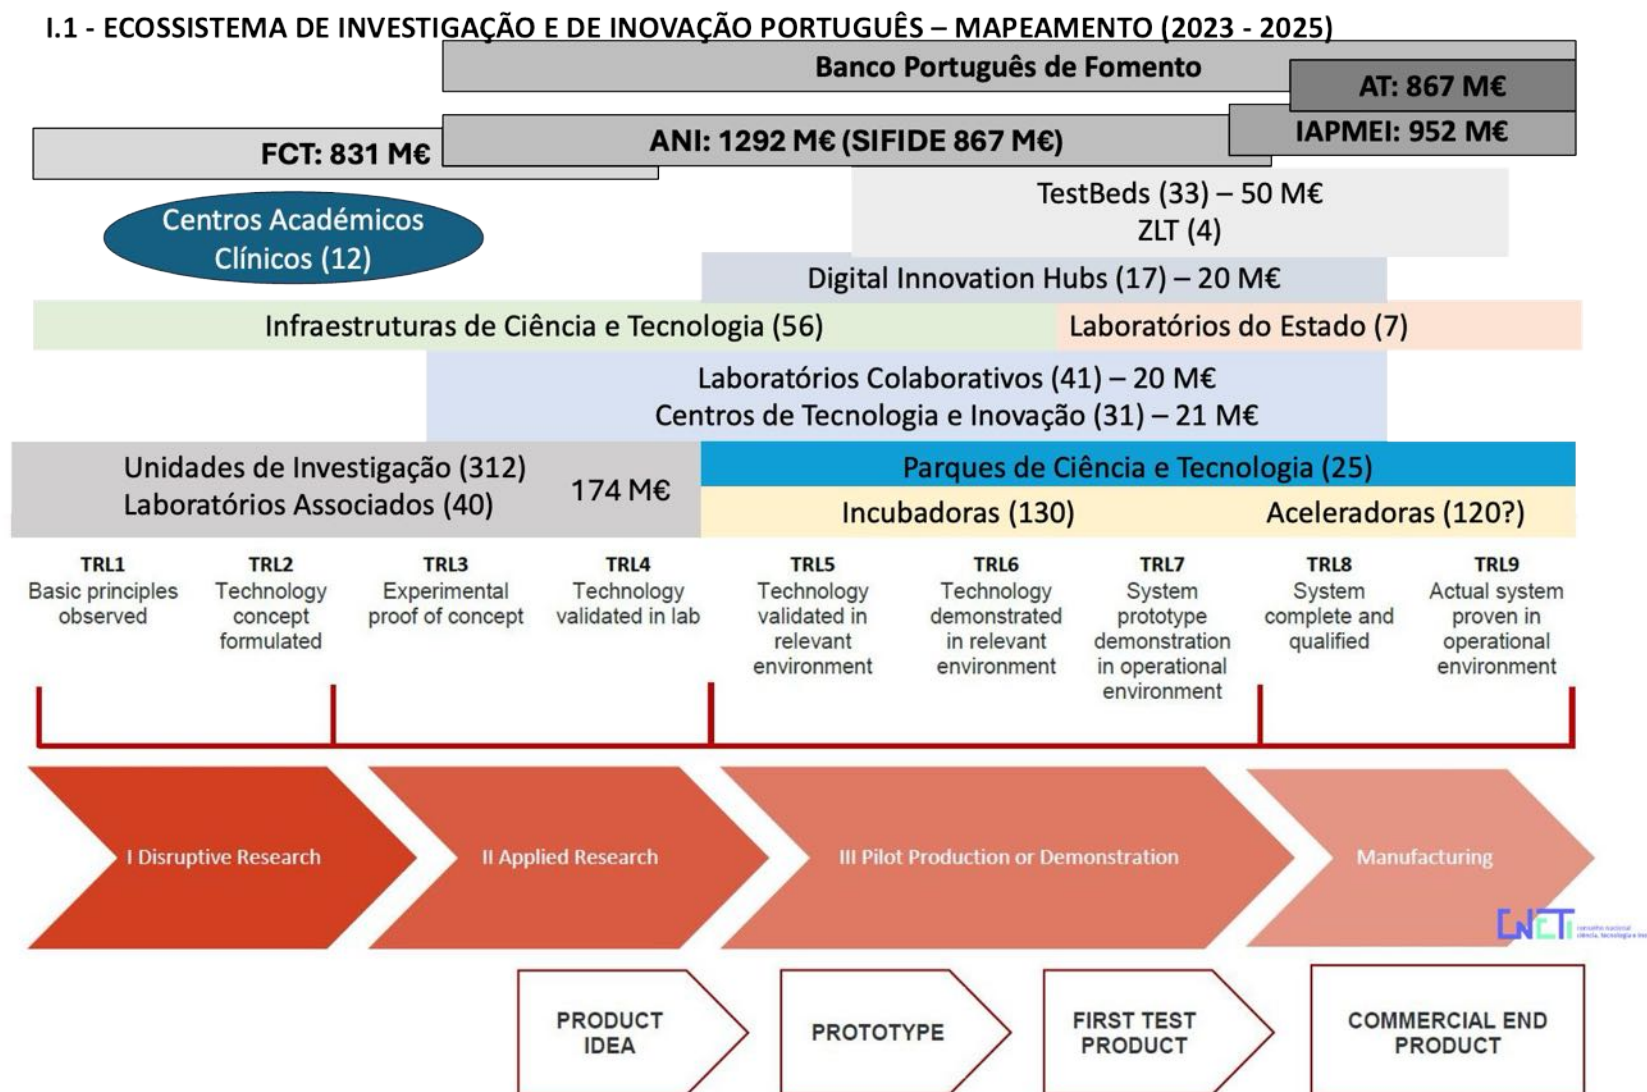 I.1 - ECOSSISTEMA DE INVESTIGAÇÃO E DE INOVAÇÃO PORTUGUÊS – MAPEAMENTO (2023 - 2025)
Banco Português de Fomento
AT: 867 M€
IAPMEI: 952 M€
ANI: 1292 M€ (SIFIDE 867 M€)
FCT: 831 M€
TestBeds (33) – 50 M€
ZLT (4)
Centros Académicos
Clínicos (12)
Digital Innovation Hubs (17) – 20 M€
Infraestruturas de Ciência e Tecnologia (56)
Laboratórios do Estado (7)
Laboratórios Colaborativos (41) – 20 M€
Centros de Tecnologia e Inovação (31) – 21 M€
Unidades de Investigação (312)
Laboratórios Associados (40)
174 M€
Parques de Ciência e Tecnologia (25)
Incubadoras (130)
Aceleradoras (120?)
TRL1
Basic principles
observed
TRL2
Technology
concept
formulated
TRL3
Experimental
proof of concept
TRL4
Technology
validated in lab
TRL5
Technology
validated in
relevant
environment
TRL6
Technology
demonstrated
in relevant
environment
TRL7
System
prototype
demonstration
in operational
environment
TRL8
System
complete and
qualified
TRL9
Actual system
proven in
operational
environment
I Disruptive Research
II Applied Research
III Pilot Production or Demonstration
Manufacturing
CNCTi
conselho nacional
ciência, tecnologia e
PRODUCT
IDEA
PROTOTYPE
FIRST TEST
PRODUCT
COMMERCIAL END
PRODUCT